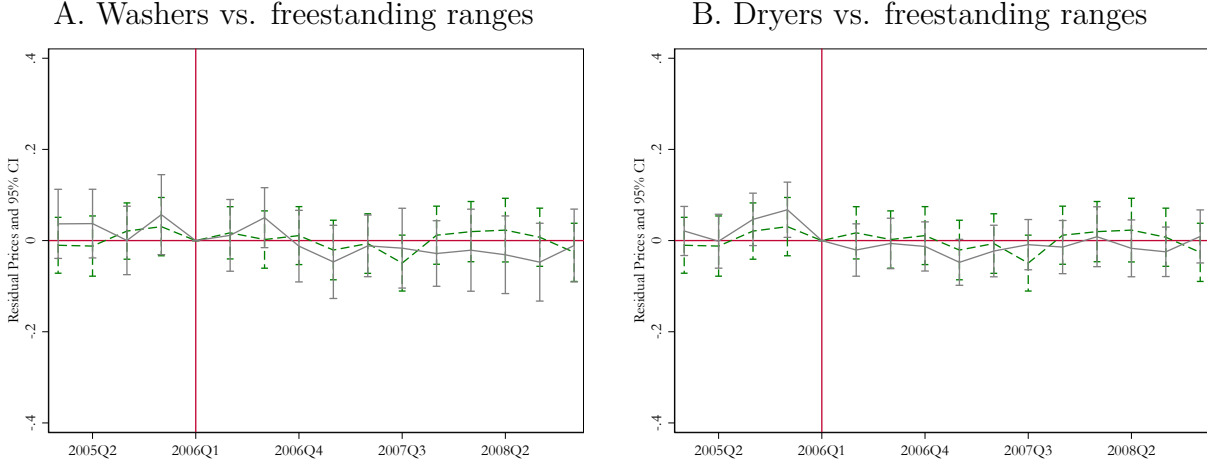 A. Washers vs. freestanding ranges
Residual Prices and 95% CI
.4
.2
0
-.2
-.4
2005Q2 2006Q1 2006Q4 2007Q3 2008Q2
B. Dryers vs. freestanding ranges
Residual Prices and 95% CI
.4
.2
0
-.2
-.4
2005Q2 2006Q1 2006Q4 2007Q3 2008Q2